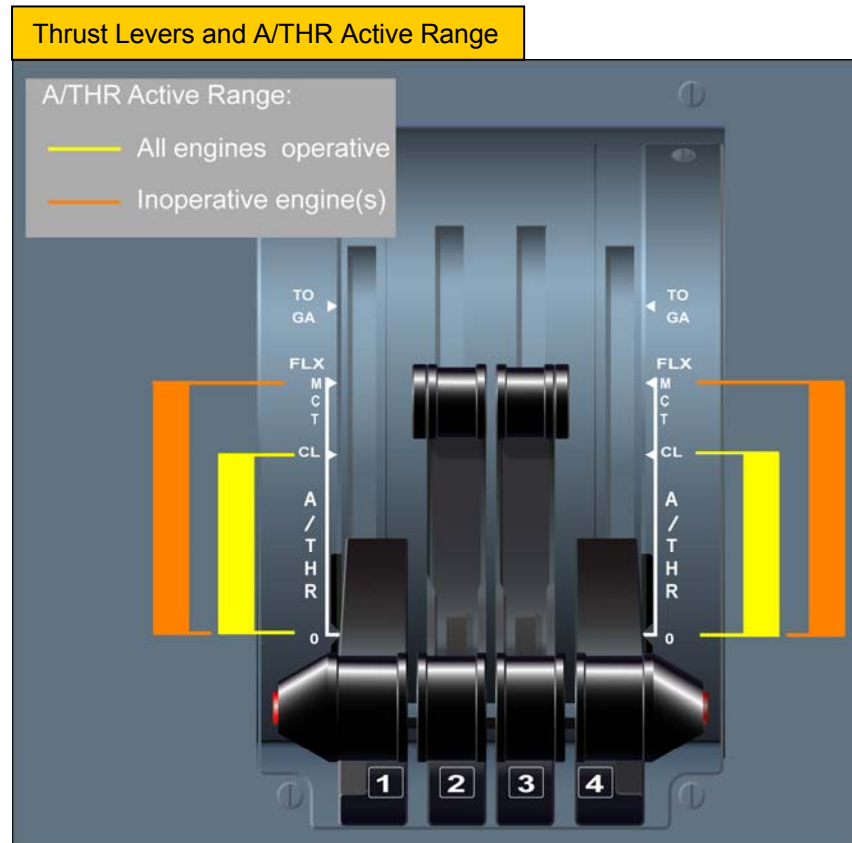 Thrust Levers and A/THR Active Range
A/THR Active Range:
All engines operative
Inoperative engine(s)
TO
GA
FLX
M
C
T
CL
A
/
T
H
R
0
TO
GA
FLX
M
C
T
CL
A
/
T
H
R
0
1 2 3 4